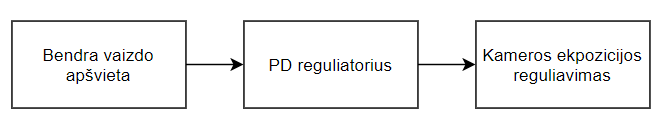 Bendra vaizdo
apšvieta
PD reguliatorius
Kameros ekpozicijos
reguliavimas